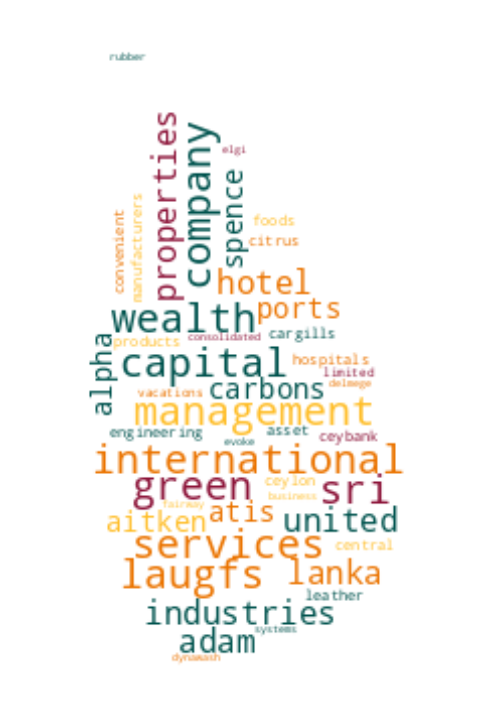 rubber
properties
company
elgi
spence
manufacturers
convenient
foods
citrus
hotel
ports
wealth
consolidated
cargills
products
alpha
capital
hospitals
limited
delmege
vacations
carbons
management
engineering
asset
ceybank
evoke
international
green
ceylon
sri
business
fairway
aitken
atis
united
services
central
laugfs
lanka
leather
industries
systems
adam
dynawash